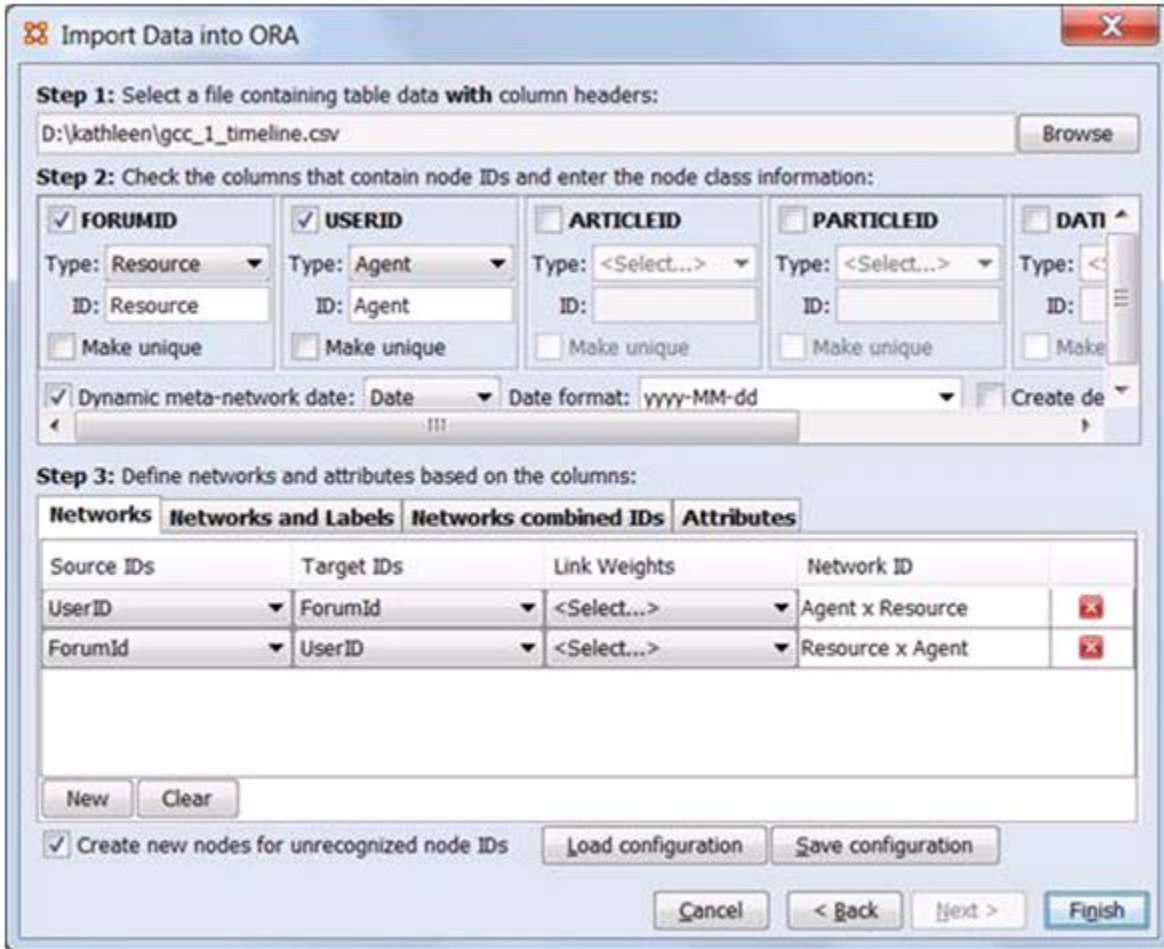 Import Data into ORA
Step 1: Select a file containing table data with column headers:
D:\kathleen\gcc_1_timeline.csv Browse
Step 2: Check the columns that contain node IDs and enter the node class information:
FORUMID USERID ARTICLEID PARTICLEID DATI
Type: Resource Type: Agent Type: <Select...> Type: <Select...> Type: <S
ID: Resource ID: Agent ID: ID: ID:
Make unique Make unique Make unique Make unique Make
Dynamic meta-network date: Date Date format: yyyy-MM-dd Create de
Step 3: Define networks and attributes based on the columns:
Networks Networks and Labels Networks combined IDs Attributes
Source IDs Target IDs Link Weights Network ID
UserID ForumId <Select...> Agent x Resource
ForumId UserID <Select...> Resource x Agent
New Clear
Create new nodes for unrecognized node IDs Load configuration Save configuration
Cancel < Back Next > Finish